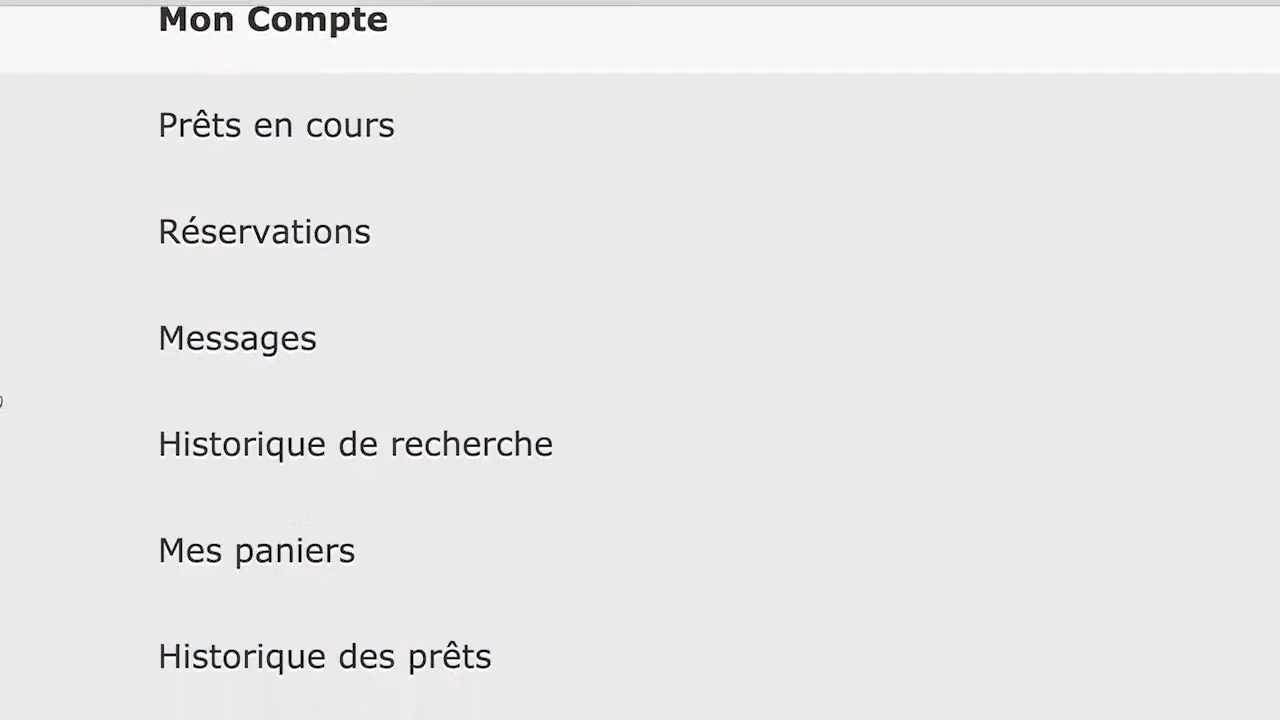 Mon Compte
Prêts en cours
Réservations
Messages
Historique de recherche
Mes paniers
Historique des prêts